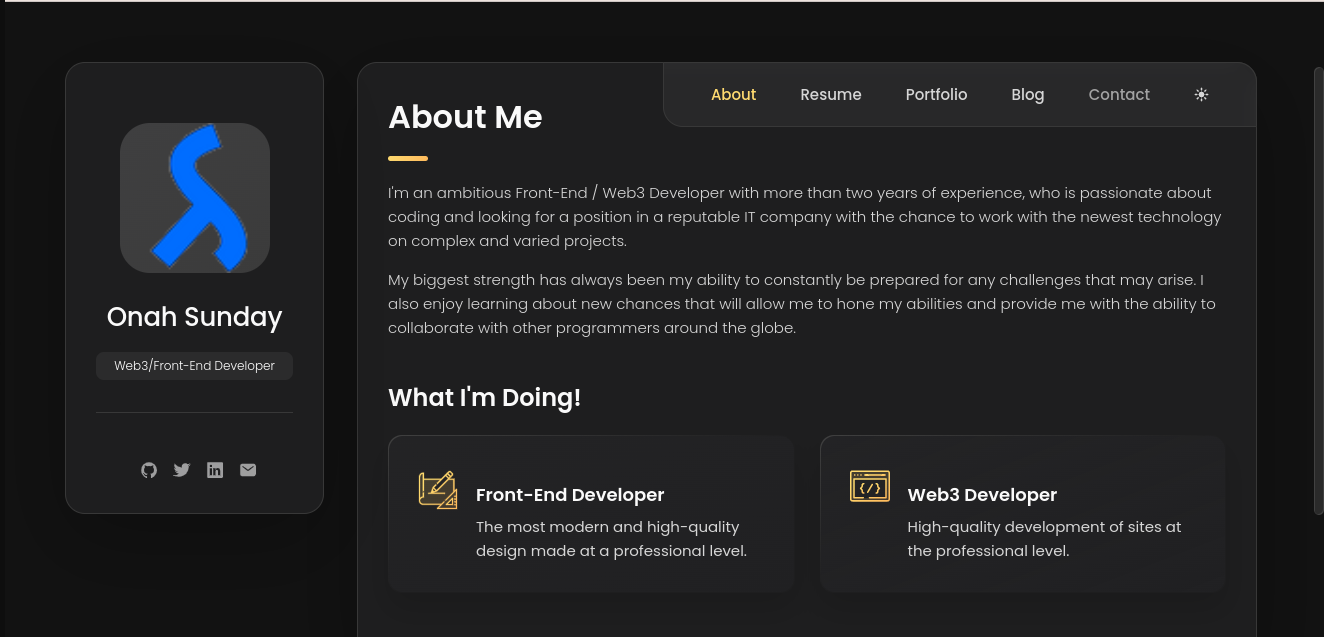 Onah Sunday
Web3/Front-End Developer
About
Resume
Portfolio
Blog
Contact
About Me
I'm an ambitious Front-End / Web3 Developer with more than two years of experience, who is passionate about
coding and looking for a position in a reputable IT company with the chance to work with the newest technology
on complex and varied projects.
My biggest strength has always been my ability to constantly be prepared for any challenges that may arise. I
also enjoy learning about new chances that will allow me to hone my abilities and provide me with the ability to
collaborate with other programmers around the globe.
What I'm Doing!
Front-End Developer
The most modern and high-quality
design made at a professional level.
Web3 Developer
High-quality development of sites at
the professional level.